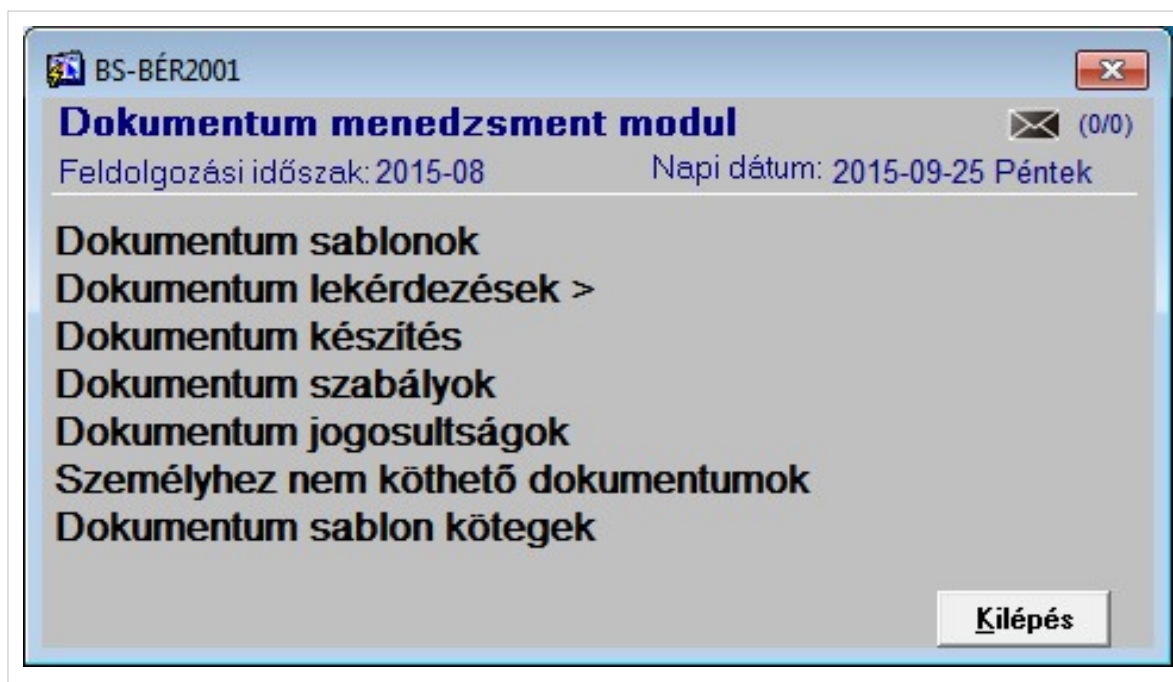 BS-BÉR2001
Dokumentum menedzsment modul (0/0)
Feldolgozási időszak: 2015-08 Napi dátum: 2015-09-25 Péntek
Dokumentum sablonok
Dokumentum lekérdezések >
Dokumentum készítés
Dokumentum szabályok
Dokumentum jogosultságok
Személyhez nem köthető dokumentumok
Dokumentum sablon kötegek
Kilépés